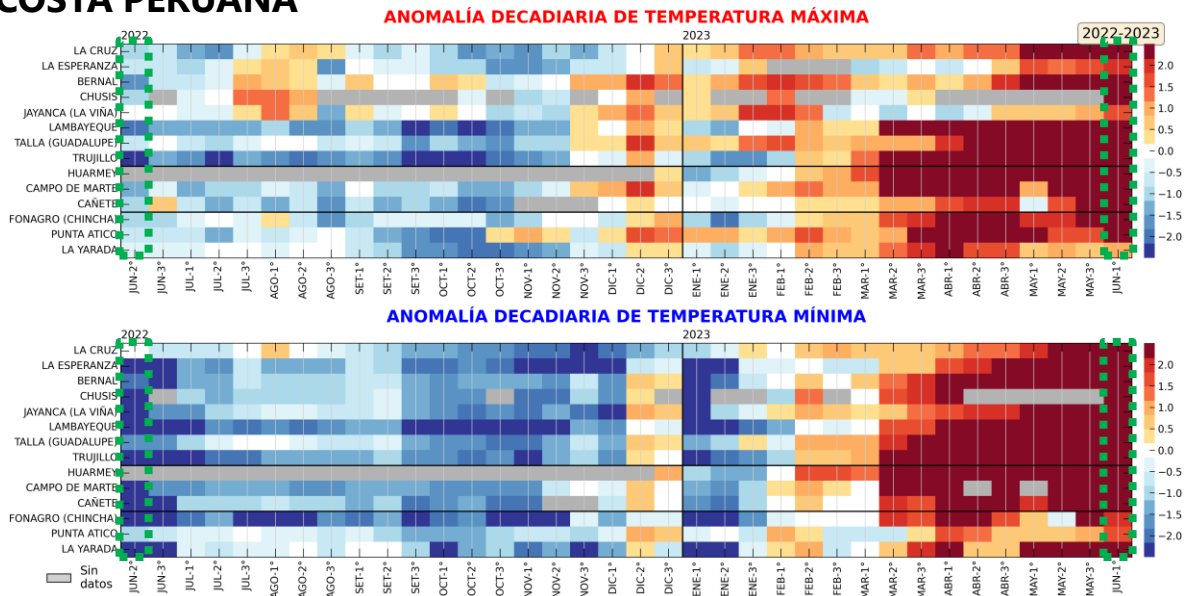 COSTA PERUANA
ANOMALÍA DECADIARIA DE TEMPERATURA MÁXIMA
2022
2023
2022-2023
LA CRUZ
LA ESPERANZA
BERNAL
CHUSIS
JAYANCA (LA VIÑA)
LAMBAYEQUE
TALLA (GUADALUPE)
TRUJILLO
HUARMEY
CAMPO DE MARTE
CAÑETE
FONAGRO (CHINCHA)
PUNTA ATICO
LA YARADA
2.0
1.5
1.0
0.5
0.0
−0.5
−1.0
−1.5
−2.0
JUN-2°
JUN-3°
JUL-1°
JUL-2°
JUL-3°
AGO-1°
AGO-2°
AGO-3°
SET-1°
SET-2°
SET-3°
OCT-1°
OCT-2°
OCT-3°
NOV-1°
NOV-2°
NOV-3°
DIC-1°
DIC-2°
DIC-3°
ENE-1°
ENE-2°
ENE-3°
FEB-1°
FEB-2°
FEB-3°
MAR-1°
MAR-2°
MAR-3°
ABR-1°
ABR-2°
ABR-3°
MAY-1°
MAY-2°
MAY-3°
JUN-1°
ANOMALÍA DECADIARIA DE TEMPERATURA MÍNIMA
2022
2023
LA CRUZ
LA ESPERANZA
BERNAL
CHUSIS
JAYANCA (LA VIÑA)
LAMBAYEQUE
TALLA (GUADALUPE)
TRUJILLO
HUARMEY
CAMPO DE MARTE
CAÑETE
FONAGRO (CHINCHA)
PUNTA ATICO
LA YARADA
2.0
1.5
1.0
0.5
0.0
−0.5
−1.0
−1.5
−2.0
Sin
datos
JUN-2°
JUN-3°
JUL-1°
JUL-2°
JUL-3°
AGO-1°
AGO-2°
AGO-3°
SET-1°
SET-2°
SET-3°
OCT-1°
OCT-2°
OCT-3°
NOV-1°
NOV-2°
NOV-3°
DIC-1°
DIC-2°
DIC-3°
ENE-1°
ENE-2°
ENE-3°
FEB-1°
FEB-2°
FEB-3°
MAR-1°
MAR-2°
MAR-3°
ABR-1°
ABR-2°
ABR-3°
MAY-1°
MAY-2°
MAY-3°
JUN-1°